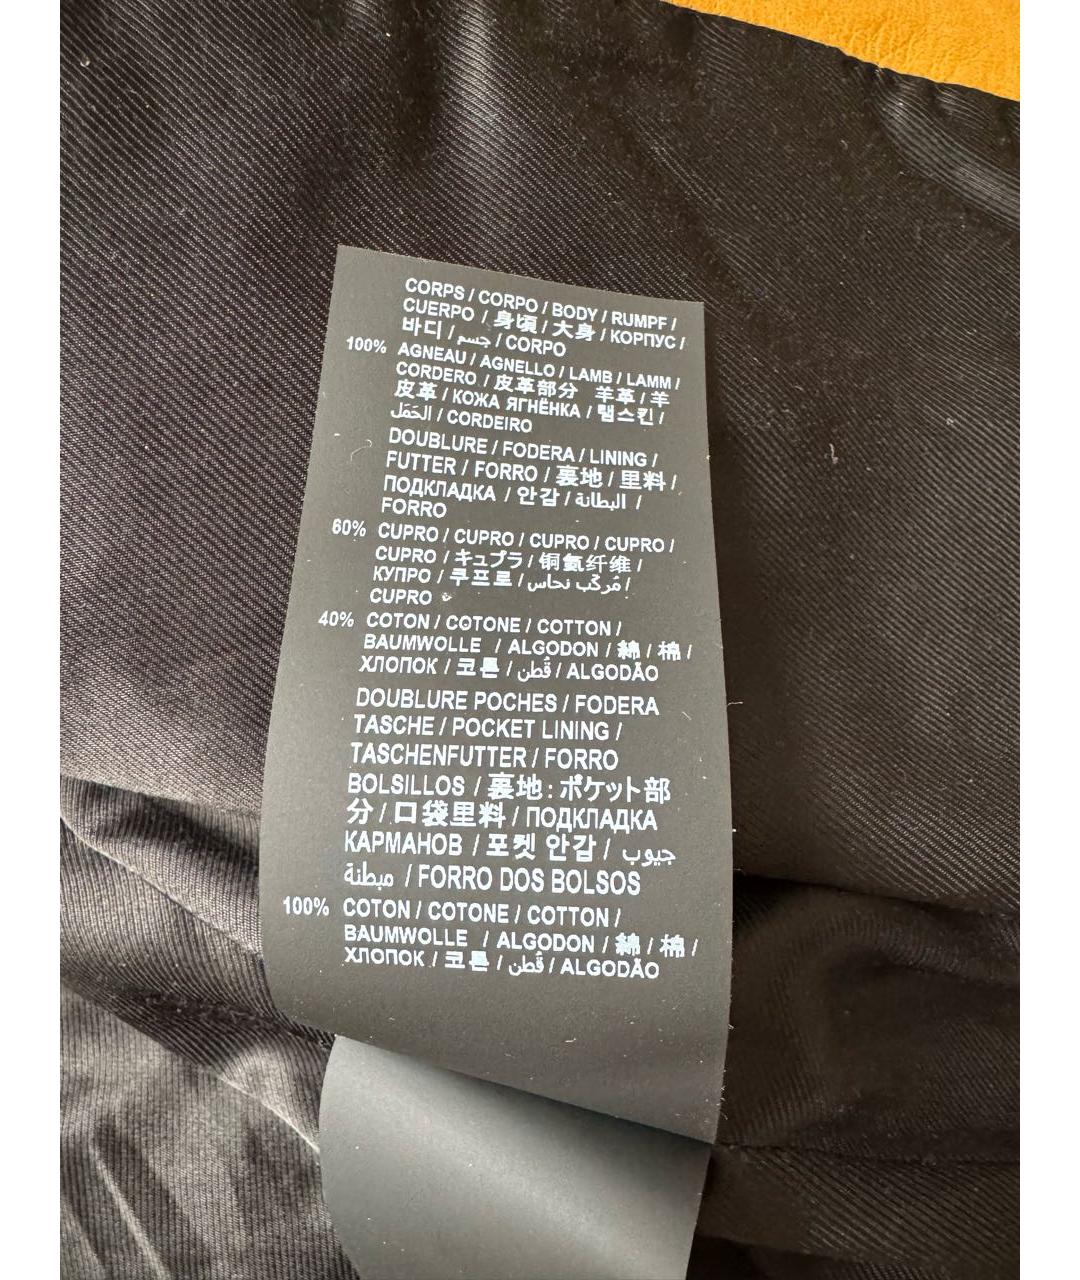 CORPS / CORPO / BODY / RUMPF /
CUERPO / 身頃 / 大身 / КОРПУС /
바디 / جسم / CORPO
100% AGNEAU / AGNELLO / LAMB / LAMM /
CORDERO / 皮革部分 羊革 / 羊
皮革 / КОЖА ЯГНЁНКА / 램스킨 /
الحَمَل / CORDEIRO
DOUBLURE / FODERA / LINING /
FUTTER / FORRO / 裏地 / 里料 /
ПОДКЛАДКА / 안감 / البطانة /
FORRO
60% CUPRO / CUPRO / CUPRO / CUPRO /
CUPRO / キュプラ / 铜氨纤维 /
КУПРО / 쿠프로 / مُركّب نحاس /
CUPRO
40% COTON / COTONE / COTTON /
BAUMWOLLE / ALGODON / 綿 / 棉 /
ХЛОПОК / 코튼 / قُطن / ALGODÃO
DOUBLURE POCHES / FODERA
TASCHE / POCKET LINING /
TASCHENFUTTER / FORRO
BOLSILLOS / 裏地:ポケット部
分 / 口袋里料 / ПОДКЛАДКА
КАРМАНОВ / 포켓 안감 / جيوب
مبطنة / FORRO DOS BOLSOS
100% COTON / COTONE / COTTON /
BAUMWOLLE / ALGODON / 綿 / 棉 /
ХЛОПОК / 코튼 / قُطن / ALGODÃO